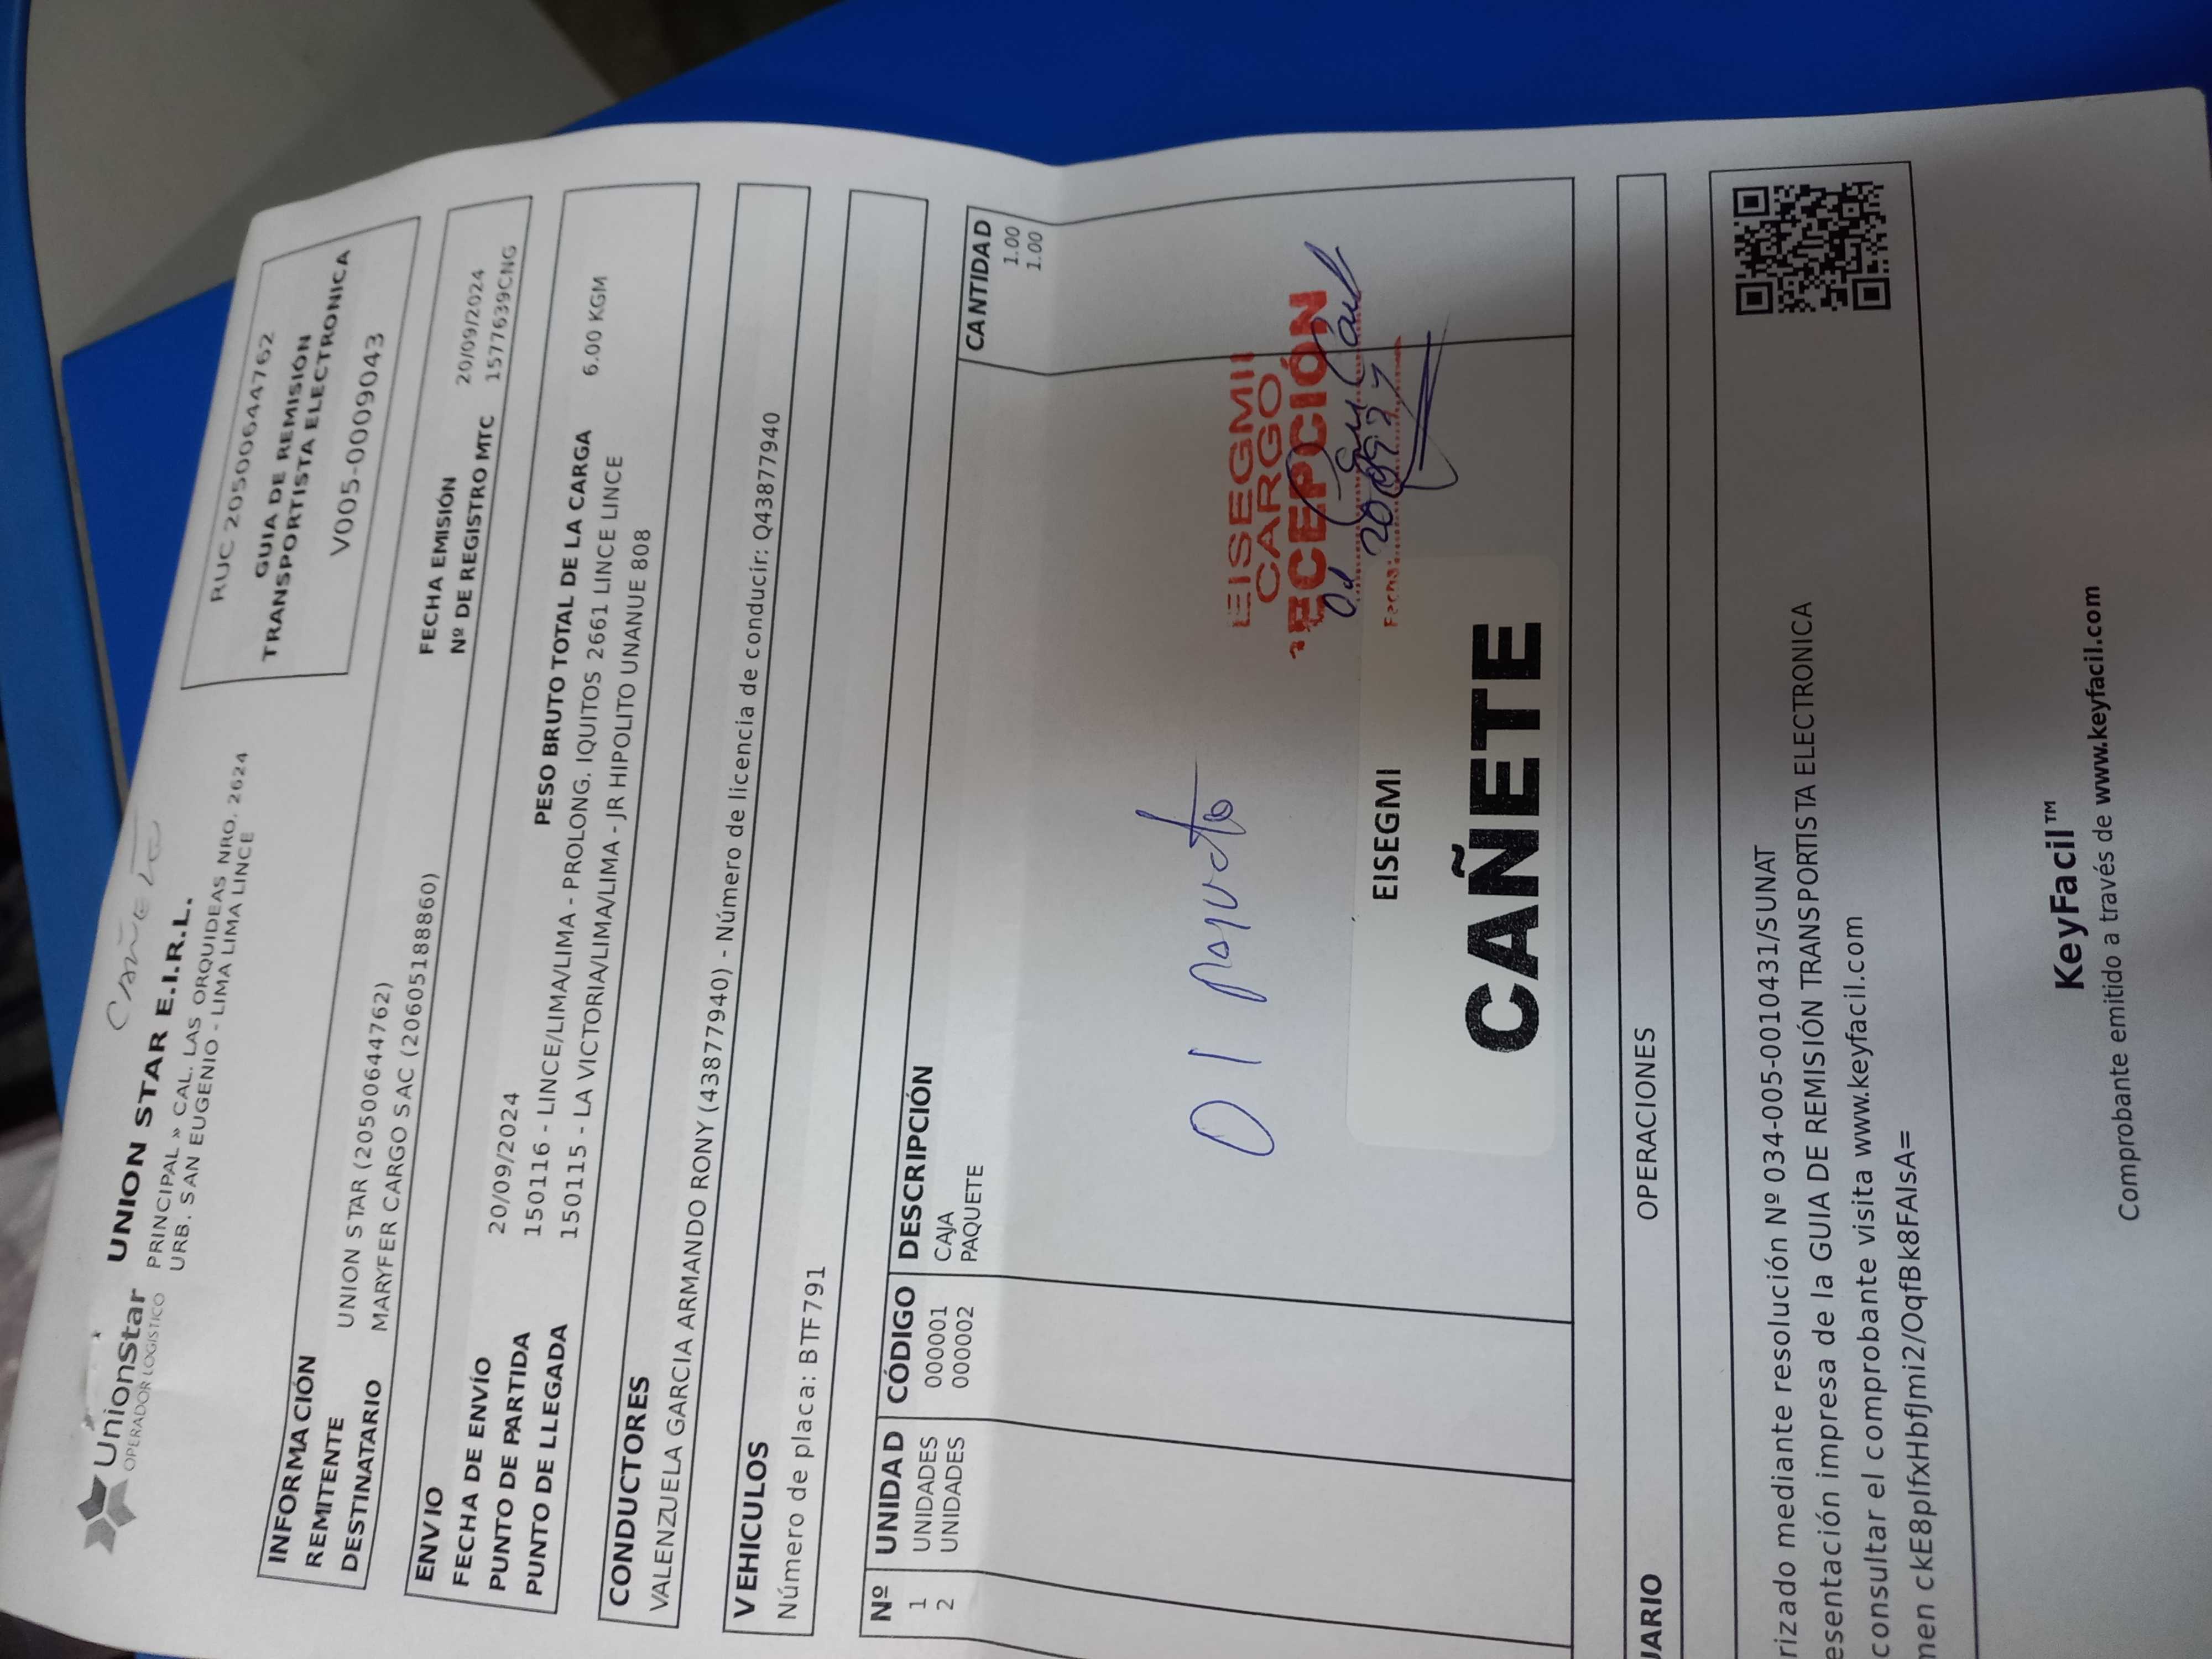 Cañete
UnionStar
OPERADOR LOGISTICO
UNION STAR E.I.R.L.
PRINCIPAL » CAL. LAS ORQUIDEAS NRO. 2624
URB. SAN EUGENIO - LIMA LIMA LINCE
RUC 20500644762
GUIA DE REMISIÓN
TRANSPORTISTA ELECTRONICA
V005-0009043
INFORMACIÓN
REMITENTE UNION STAR (20500644762)
DESTINATARIO MARYFER CARGO SAC (20605188860)
ENVIO
FECHA EMISIÓN 20/09/2024
Nº DE REGISTRO MTC 1577639CNG
FECHA DE ENVÍO 20/09/2024
PESO BRUTO TOTAL DE LA CARGA 6.00 KGM
PUNTO DE PARTIDA 150116 - LINCE/LIMA/LIMA - PROLONG. IQUITOS 2661 LINCE LINCE
PUNTO DE LLEGADA 150115 - LA VICTORIA/LIMA/LIMA - JR HIPOLITO UNANUE 808
CONDUCTORES
VALENZUELA GARCIA ARMANDO RONY (43877940) - Número de licencia de conducir: Q43877940
VEHICULOS
Número de placa: BTF791
Nº UNIDAD CÓDIGO DESCRIPCIÓN CANTIDAD
1 UNIDADES 000001 CAJA 1.00
2 UNIDADES 000002 PAQUETE 1.00
01
EISEGMI
CARGO
RECEPCIÓN
Fecha:
EISEGMI
CAÑETE
UARIO OPERACIONES
rizado mediante resolución Nº 034-005-0010431/SUNAT
esentación impresa de la GUIA DE REMISIÓN TRANSPORTISTA ELECTRONICA
consultar el comprobante visita www.keyfacil.com
men ckE8pIfxHbfJmi2/OqfBk8FAlsA=
KeyFacil™
Comprobante emitido a través de www.keyfacil.com